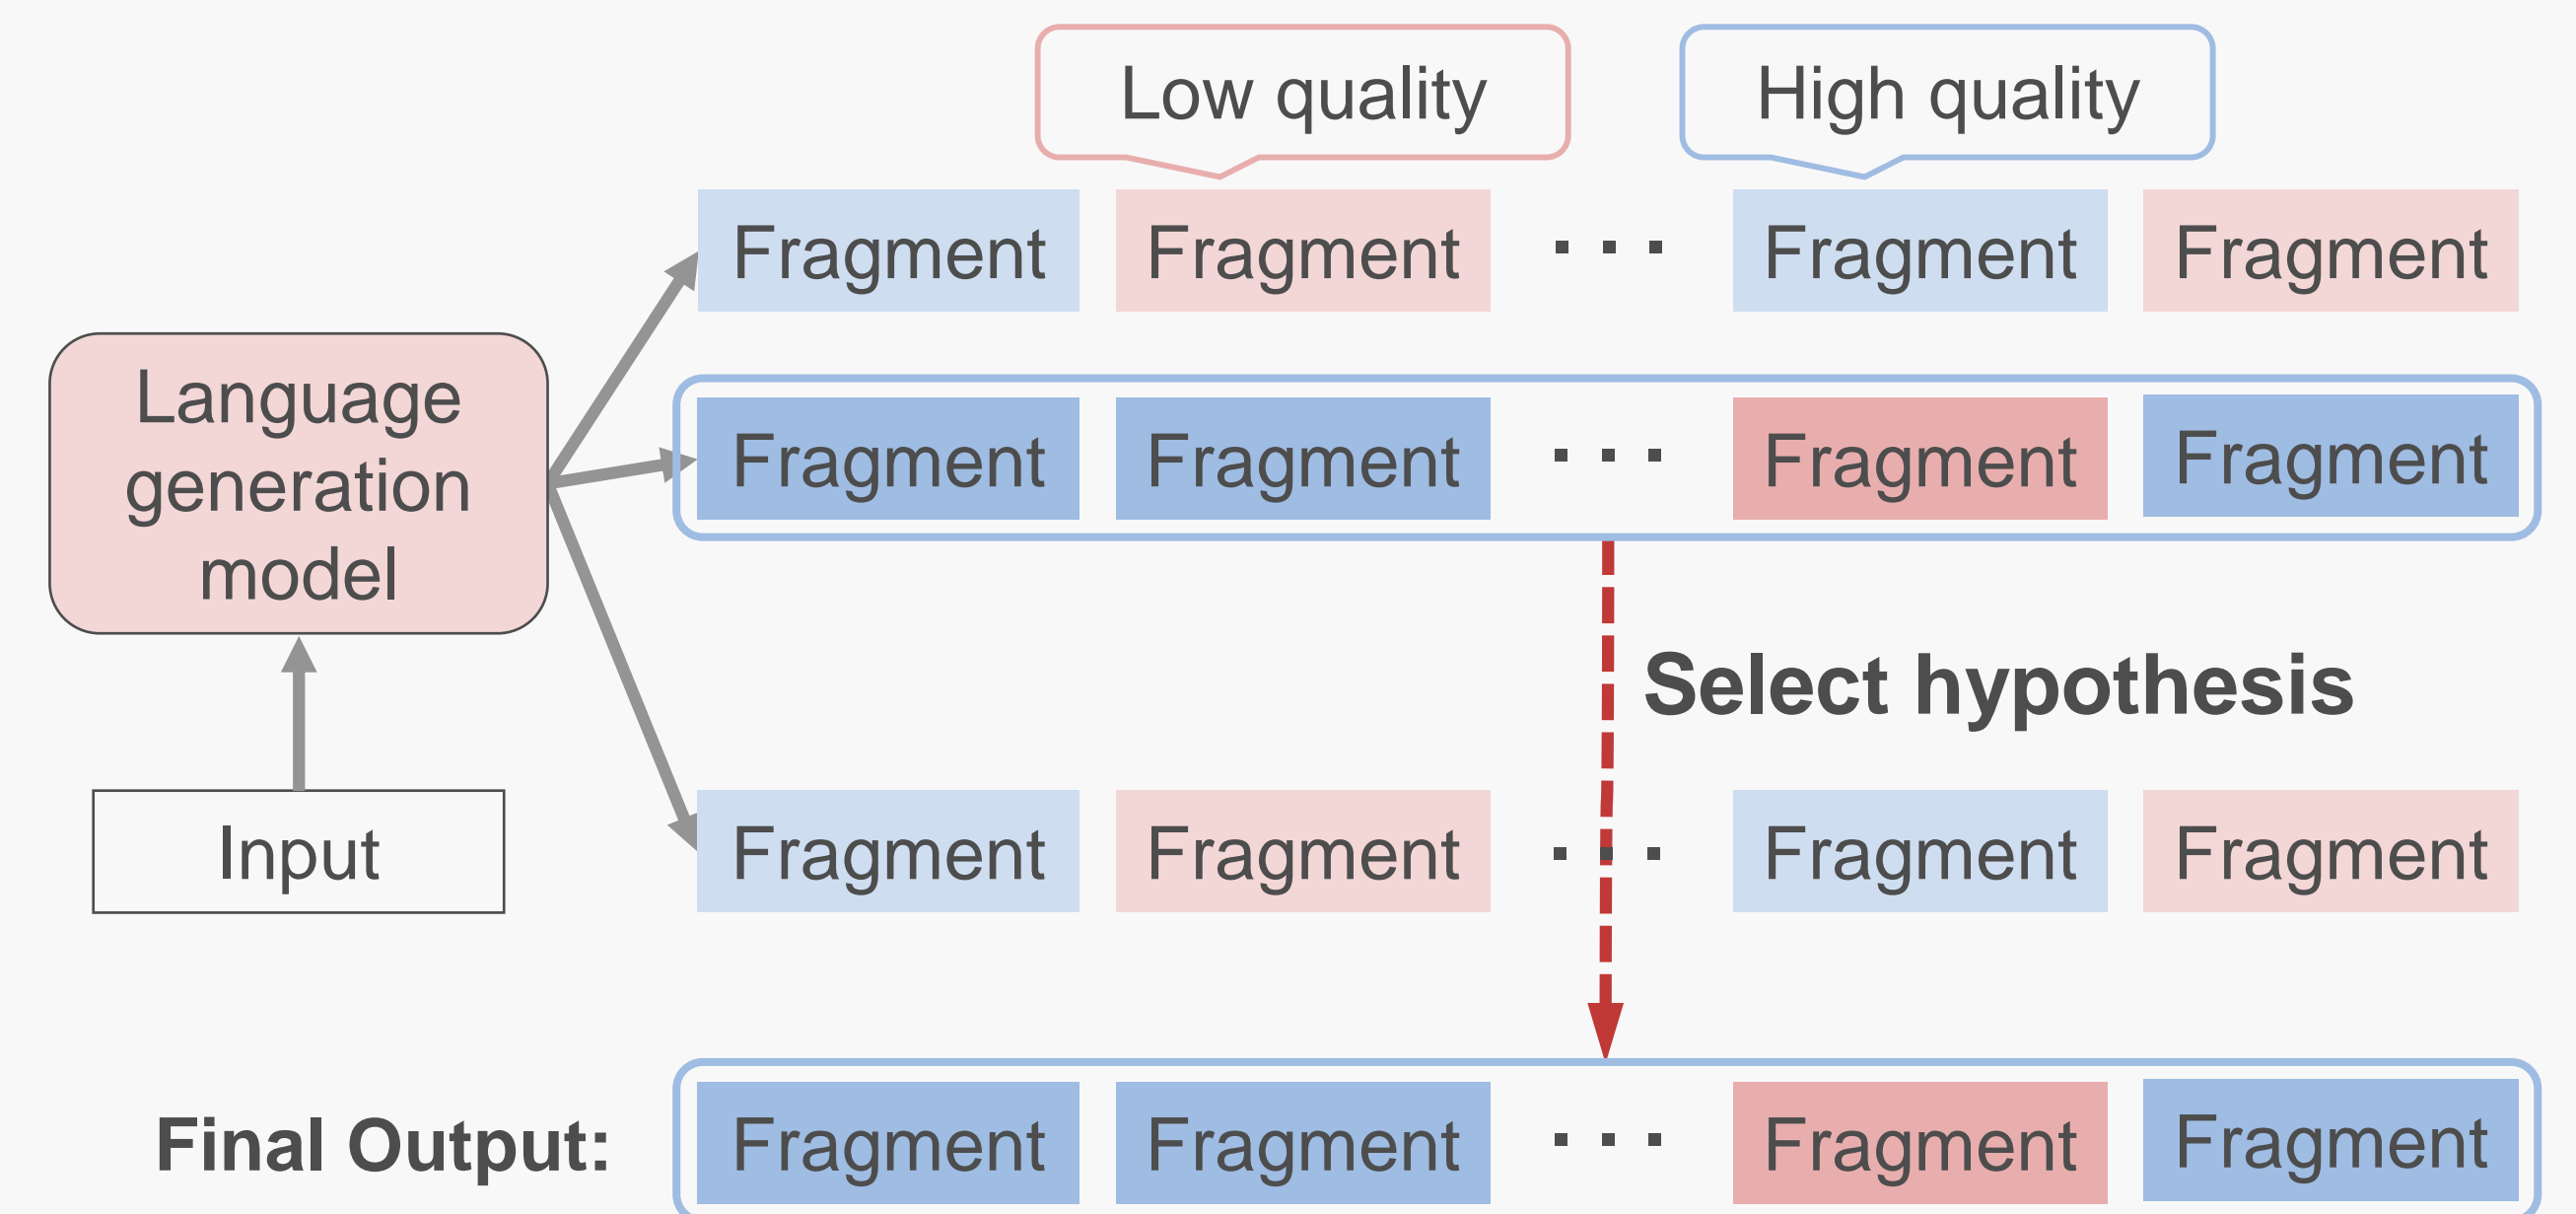 Low quality
High quality
Fragment Fragment ... Fragment Fragment
Language
generation
model
Fragment Fragment ... Fragment Fragment
Select hypothesis
Input
Fragment Fragment ... Fragment Fragment
Final Output:
Fragment Fragment ... Fragment Fragment